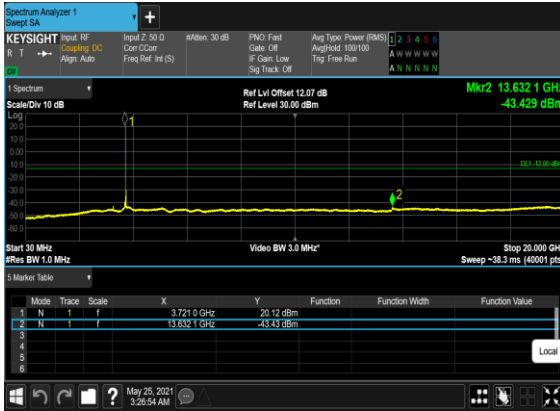 Spectrum Analyzer 1
Swept SA
+
KEYSIGHT Input: RF Input Z: 50 Ω #Atten: 30 dB PNO: Fast Avg Type: Power (RMS) 1 2 3 4 5 6
R T Coupling: DC Corr CCorr Gate: Off Avg|Hold: 100/100 A W W W W W
Align: Auto Freq Ref: Int (S) IF Gain: Low Trig: Free Run
Sig Track: Off A N N N N N
1 Spectrum Ref Lvl Offset 12.07 dB Mkr2 13.632 1 GHz
Scale/Div 10 dB Ref Level 30.00 dBm -43.429 dBm
Log
20.0
10.0
0.00
-10.0
-20.0
-30.0
-40.0
-50.0
-60.0
1
2
DL1 -13.00 dBm
Start 30 MHz Video BW 3.0 MHz* Stop 20.000 GHz
#Res BW 1.0 MHz Sweep ~38.3 ms (40001 pts)
5 Marker Table
Mode Trace Scale X Y Function Function Width Function Value
1 N 1 f 3.721 0 GHz 20.12 dBm
2 N 1 f 13.632 1 GHz -43.43 dBm
3
4
5
6
Local
? May 25, 2021
3:26:54 AM